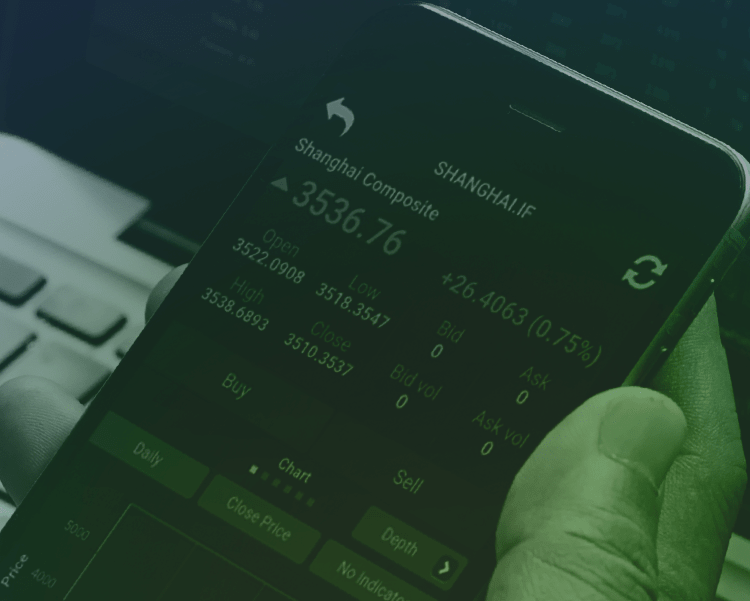 SHANGHAI.IF
Shanghai Composite
▲ 3536.76
+26.4063 (0.75%)
Open
3522.0908
Low
3518.3547
Bid
0
Ask
0
High
3538.6893
Close
3510.3537
Bid vol
0
Ask vol
0
Buy
Sell
Chart
Daily
Close Price
Depth
No Indicato
5000
4000
Price